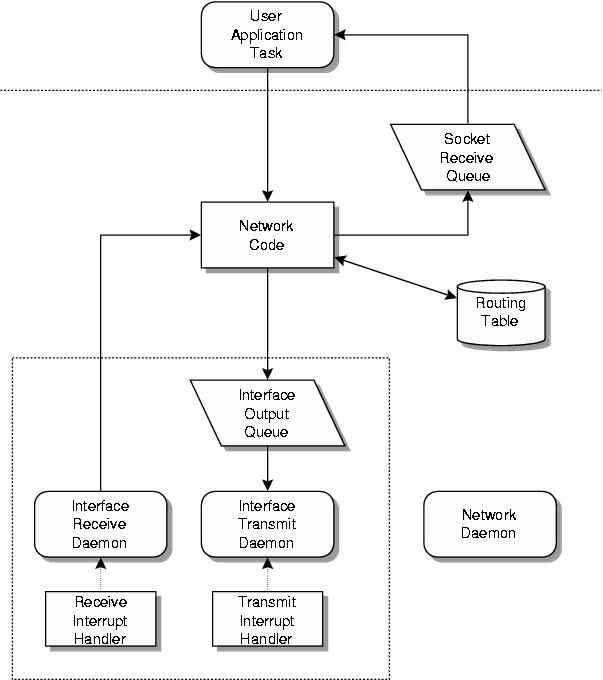 User
Application
Task
Socket
Receive
Queue
Network
Code
Routing
Table
Interface
Output
Queue
Interface
Receive
Daemon
Interface
Transmit
Daemon
Network
Daemon
Receive
Interrupt
Handler
Transmit
Interrupt
Handler